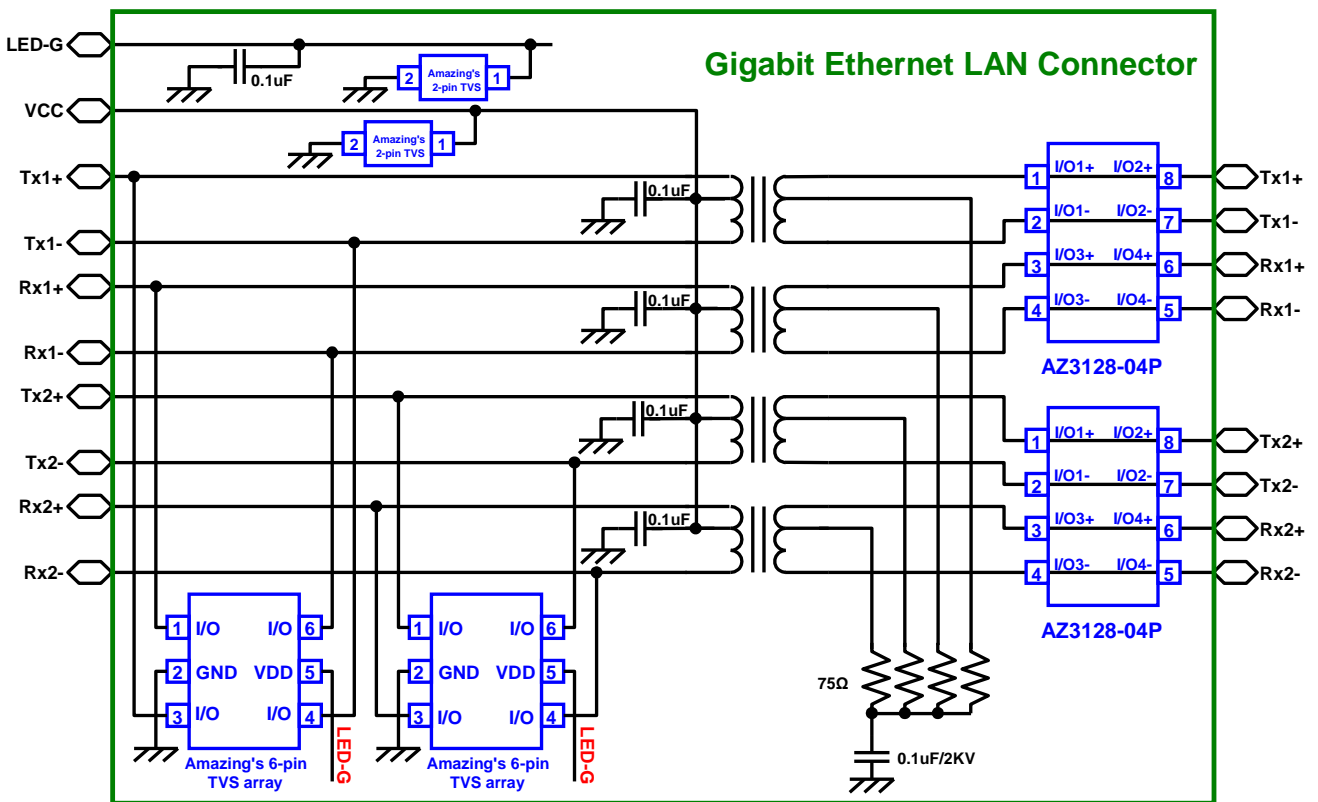 LED-G
0.1uF
2 Amazing's 2-pin TVS 1
Gigabit Ethernet LAN Connector
VCC
2 Amazing's 2-pin TVS 1
Tx1+
0.1uF
1 I/O1+ I/O2+ 8
Tx1+
Tx1-
2 I/O1- I/O2- 7
Tx1-
Rx1+
0.1uF
3 I/O3+ I/O4+ 6
Rx1+
4 I/O3- I/O4- 5
Rx1-
Rx1-
AZ3128-04P
Tx2+
0.1uF
1 I/O1+ I/O2+ 8
Tx2+
Tx2-
2 I/O1- I/O2- 7
Tx2-
Rx2+
0.1uF
3 I/O3+ I/O4+ 6
Rx2+
Rx2-
4 I/O3- I/O4- 5
Rx2-
AZ3128-04P
1 I/O I/O 6
2 GND VDD 5
3 I/O I/O 4
LED-G
Amazing's 6-pin
TVS array
1 I/O I/O 6
2 GND VDD 5
3 I/O I/O 4
LED-G
Amazing's 6-pin
TVS array
75Ω
0.1uF/2KV